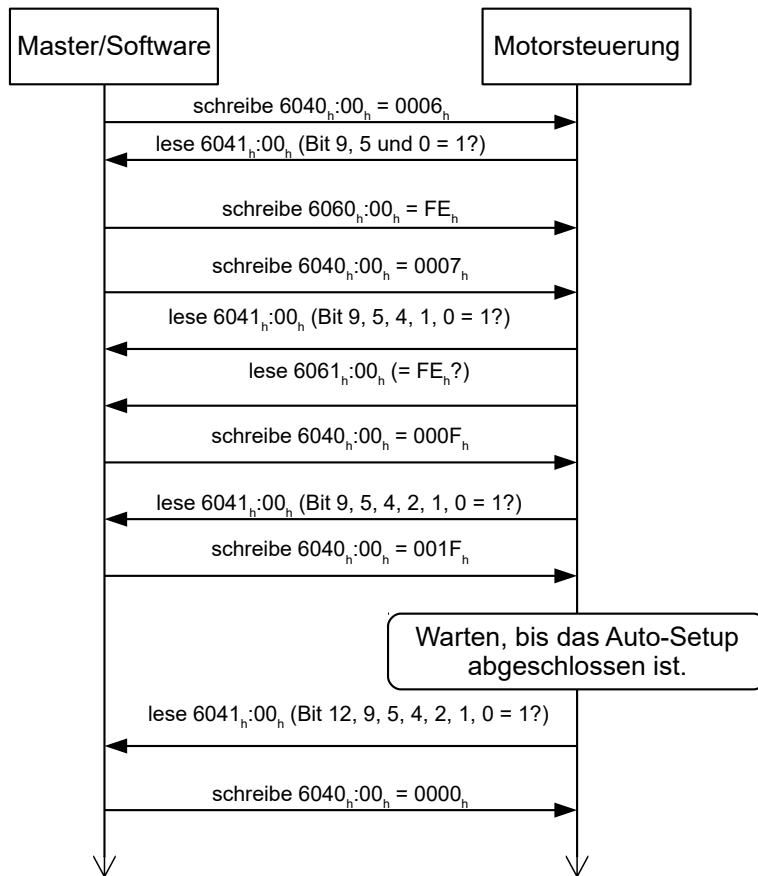 Master/Software
Motorsteuerung
schreibe 6040ₕ:00ₕ = 0006ₕ
lese 6041ₕ:00ₕ (Bit 9, 5 und 0 = 1?)
schreibe 6060ₕ:00ₕ = FEₕ
schreibe 6040ₕ:00ₕ = 0007ₕ
lese 6041ₕ:00ₕ (Bit 9, 5, 4, 1, 0 = 1?)
lese 6061ₕ:00ₕ (= FEₕ?)
schreibe 6040ₕ:00ₕ = 000Fₕ
lese 6041ₕ:00ₕ (Bit 9, 5, 4, 2, 1, 0 = 1?)
schreibe 6040ₕ:00ₕ = 001Fₕ
Warten, bis das Auto-Setup
abgeschlossen ist.
lese 6041ₕ:00ₕ (Bit 12, 9, 5, 4, 2, 1, 0 = 1?)
schreibe 6040ₕ:00ₕ = 0000ₕ